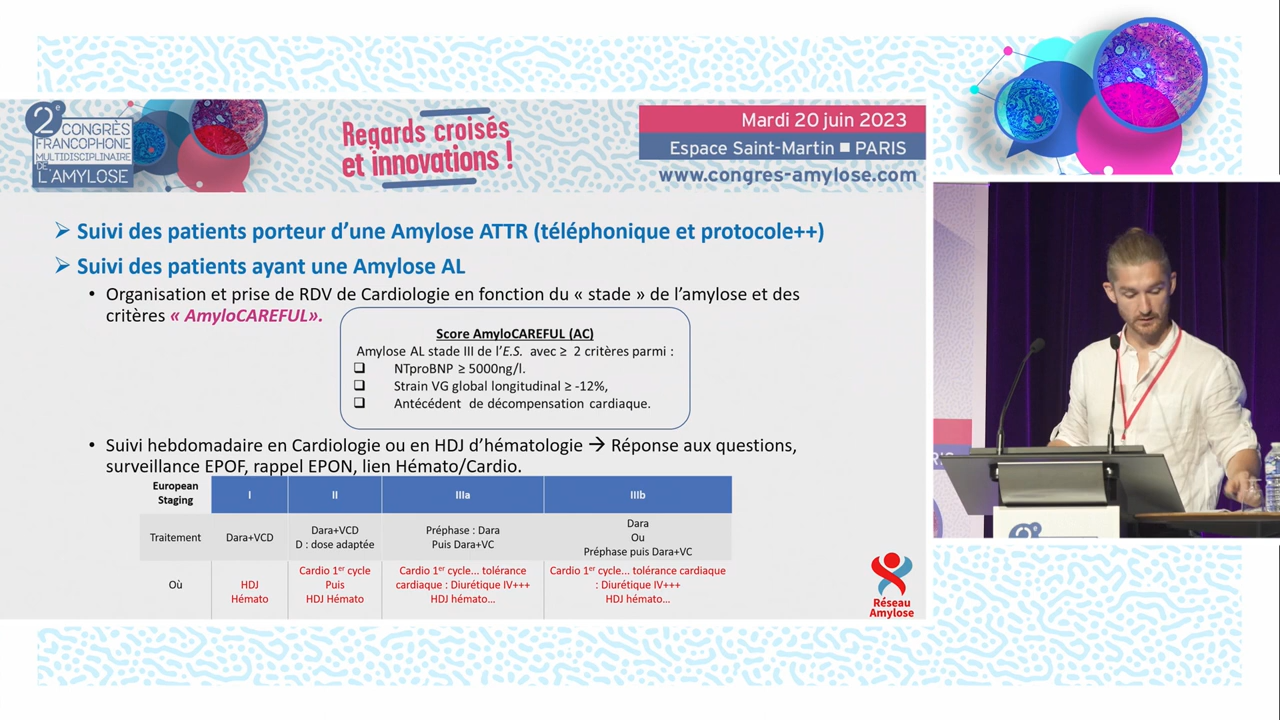 2e CONGRÈS
FRANCOPHONE
MULTIDISCIPLINAIRE
DE
L'AMYLOSE
Regards croisés
et innovations !
Mardi 20 juin 2023
Espace Saint-Martin ■ PARIS
www.congres-amylose.com
➢ Suivi des patients porteur d'une Amylose ATTR (téléphonique et protocole++)
➢ Suivi des patients ayant une Amylose AL
• Organisation et prise de RDV de Cardiologie en fonction du « stade » de l'amylose et des
critères « AmyloCAREFUL».
Score AmyloCAREFUL (AC)
Amylose AL stade III de l'E.S. avec ≥ 2 critères parmi :
❑ NTproBNP ≥ 5000ng/l.
❑ Strain VG global longitudinal ≥ -12%,
❑ Antécédent de décompensation cardiaque.
• Suivi hebdomadaire en Cardiologie ou en HDJ d'hématologie → Réponse aux questions,
surveillance EPOF, rappel EPON, lien Hémato/Cardio.
European
Staging
I
II
IIIa
IIIb
Traitement
Dara+VCD
Dara+VCD
D : dose adaptée
Préphase : Dara
Puis Dara+VC
Dara
Ou
Préphase puis Dara+VC
Où
HDJ
Hémato
Cardio 1er cycle
Puis
HDJ Hémato
Cardio 1er cycle... tolérance
cardiaque : Diurétique IV+++
HDJ hémato...
Cardio 1er cycle... tolérance cardiaque
: Diurétique IV+++
HDJ hémato...
Réseau
Amylose